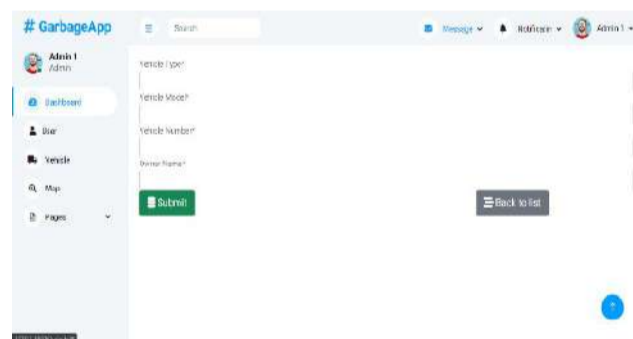 # GarbageApp
Search
Message
Notification
Admin 1
Admin 1
Admin
Dashboard
User
Vehicle
Map
Pages
Vehicle Type*
Vehicle Model*
Vehicle Number*
Owner Name*
Submit
Back to list